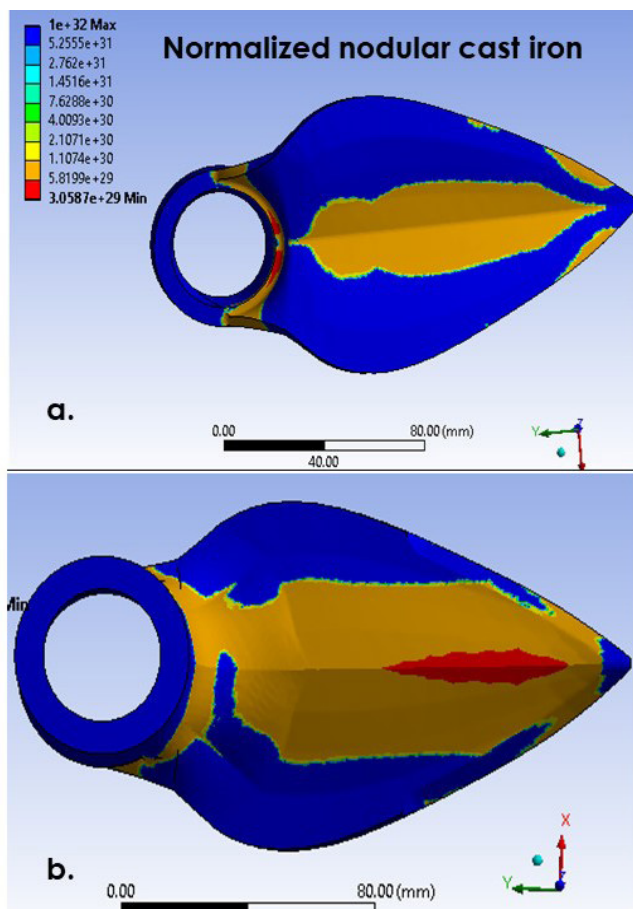 1e+32 Max
5.2555e+31
2.762e+31
1.4516e+31
7.6288e+30
4.0093e+30
2.1071e+30
1.1074e+30
5.8199e+29
3.0587e+29 Min
Normalized nodular cast iron
a.
0.00
80.00 (mm)
40.00
Y
Z
Min
b.
0.00
80.00 (mm)
X
Y
Z